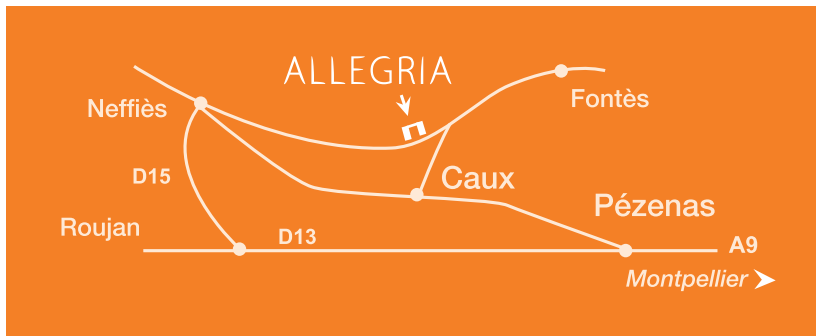 ALLEGRIA
Neffiès
Fontès
D15
Caux
Pézenas
Roujan
D13
A9
Montpellier